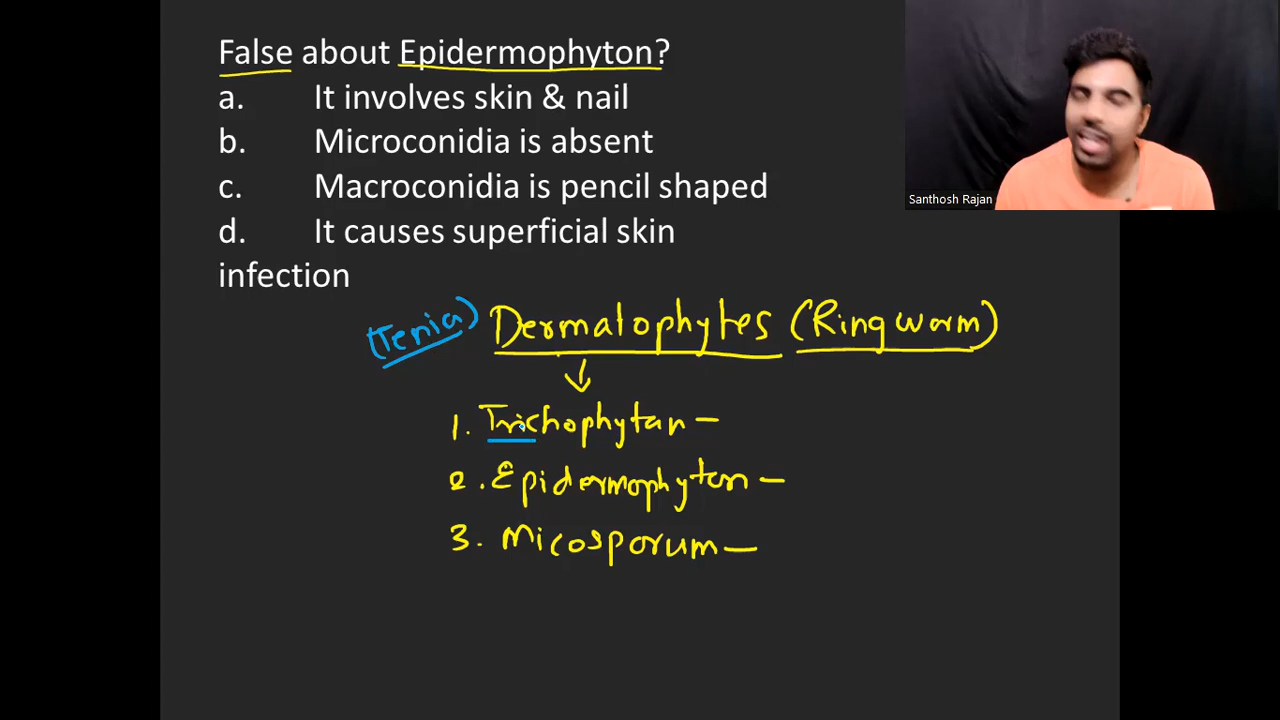 False about Epidermophyton?
a. It involves skin & nail
b. Microconidia is absent
c. Macroconidia is pencil shaped
d. It causes superficial skin
infection
Santhosh Rajan
(Tenia) Dermatophytes (Ringworm)
1. Trichophytan –
2. Epidermophyton –
3. Micosporum –